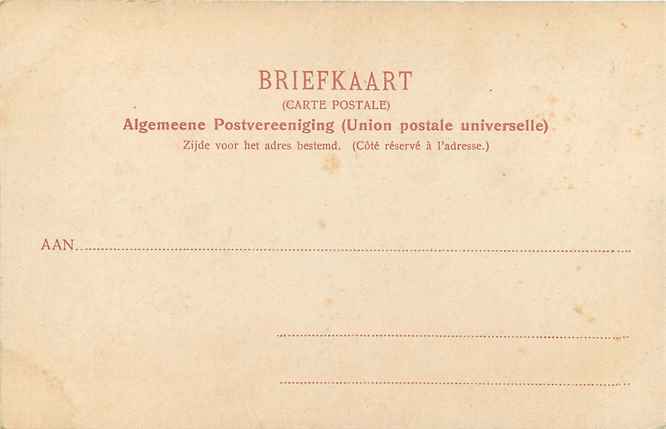 BRIEFKAART
(CARTE POSTALE)
Algemeene Postvereeniging (Union postale universelle)
Zijde voor het adres bestemd. (Côté réservé à l'adresse.)
AAN